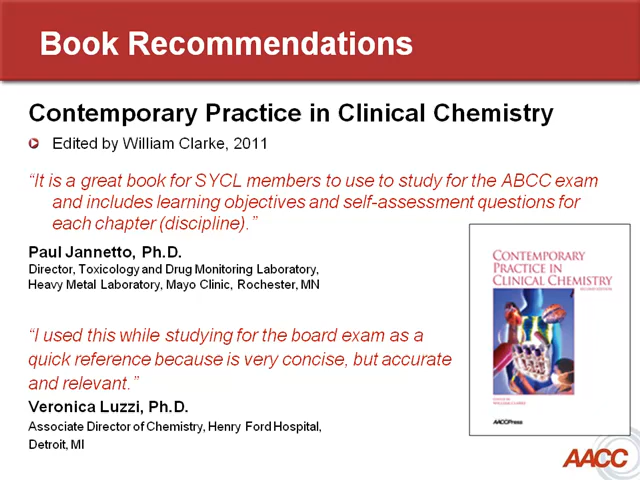 Book Recommendations
Contemporary Practice in Clinical Chemistry
Edited by William Clarke, 2011
“It is a great book for SYCL members to use to study for the ABCC exam
and includes learning objectives and self-assessment questions for
each chapter (discipline).”
Paul Jannetto, Ph.D.
Director, Toxicology and Drug Monitoring Laboratory,
Heavy Metal Laboratory, Mayo Clinic, Rochester, MN
“I used this while studying for the board exam as a
quick reference because is very concise, but accurate
and relevant.”
Veronica Luzzi, Ph.D.
Associate Director of Chemistry, Henry Ford Hospital,
Detroit, MI
CONTEMPORARY
PRACTICE IN
CLINICAL CHEMISTRY
SECOND EDITION
EDITED BY
WILLIAM CLARKE
AACCPress
AACC